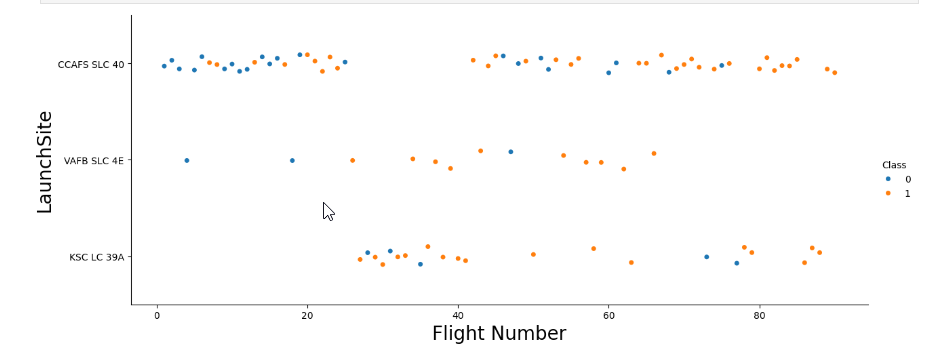 LaunchSite
CCAFS SLC 40
VAFB SLC 4E
KSC LC 39A
0 20 40 60 80
Flight Number
Class
0
1